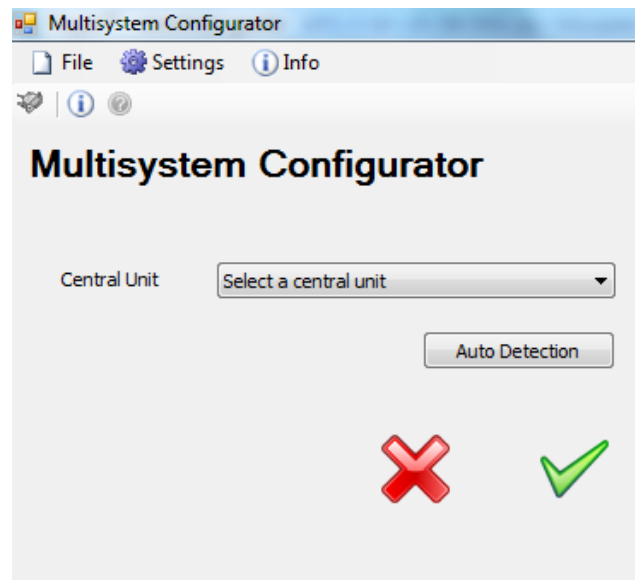 Multisystem Configurator
File Settings Info
Multisystem Configurator
Central Unit Select a central unit
Auto Detection